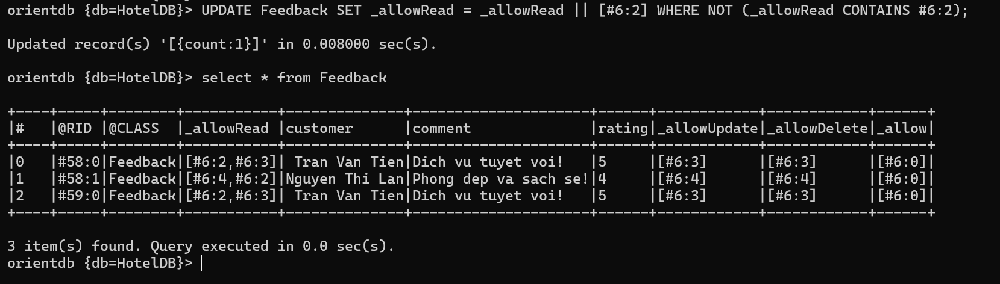 orientdb {db=HotelDB}> UPDATE Feedback SET _allowRead = _allowRead || [#6:2] WHERE NOT (_allowRead CONTAINS #6:2);
Updated record(s) '[{count:1}]' in 0.008000 sec(s).
orientdb {db=HotelDB}> select * from Feedback
+----+-----+--------+-----------+--------------+---------------------+------+------------+------------+------+
|#   |@RID |@CLASS  |_allowRead |customer      |comment              |rating|_allowUpdate|_allowDelete|_allow|
+----+-----+--------+-----------+--------------+---------------------+------+------------+------------+------+
|0   |#58:0|Feedback|[#6:2,#6:3]| Tran Van Tien|Dich vu tuyet voi!   |5     |[#6:3]      |[#6:3]      |[#6:0]|
|1   |#58:1|Feedback|[#6:4,#6:2]|Nguyen Thi Lan|Phong dep va sach se!|4     |[#6:4]      |[#6:4]      |[#6:0]|
|2   |#59:0|Feedback|[#6:2,#6:3]| Tran Van Tien|Dich vu tuyet voi!   |5     |[#6:3]      |[#6:3]      |[#6:0]|
+----+-----+--------+-----------+--------------+---------------------+------+------------+------------+------+
3 item(s) found. Query executed in 0.0 sec(s).
orientdb {db=HotelDB}>